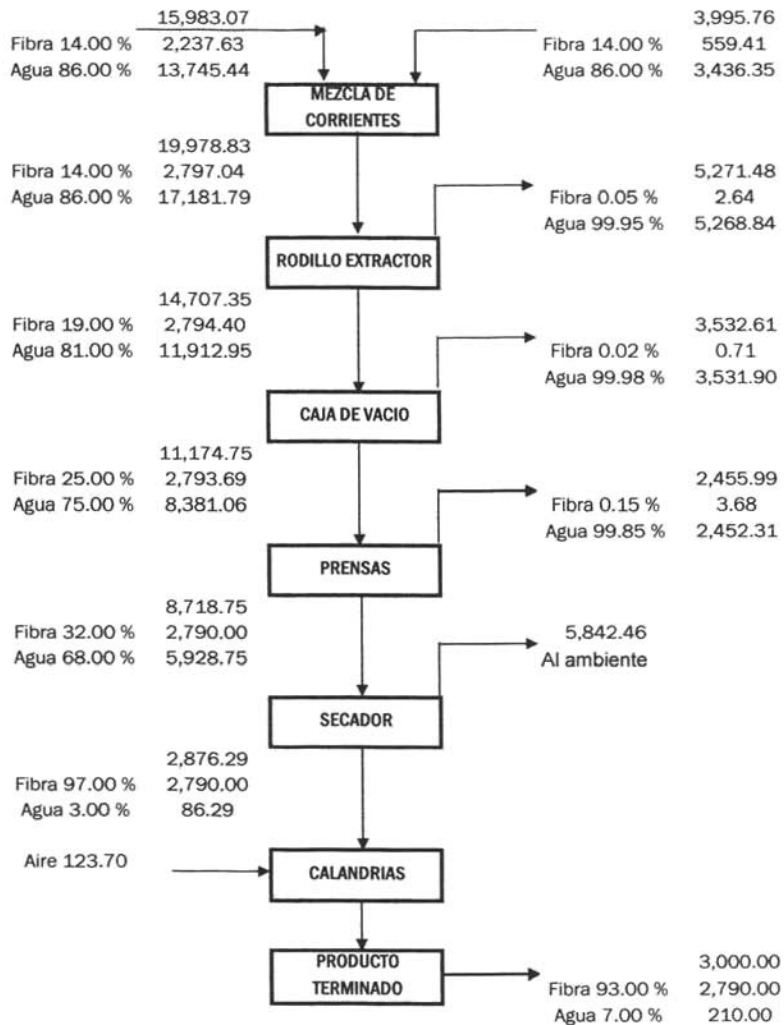 15,983.07
Fibra 14.00 % 2,237.63
Agua 86.00 % 13,745.44
3,995.76
Fibra 14.00 % 559.41
Agua 86.00 % 3,436.35
MEZCLA DE
CORRIENTES
19,978.83
Fibra 14.00 % 2,797.04
Agua 86.00 % 17,181.79
5,271.48
Fibra 0.05 % 2.64
Agua 99.95 % 5,268.84
RODILLO EXTRACTOR
14,707.35
Fibra 19.00 % 2,794.40
Agua 81.00 % 11,912.95
3,532.61
Fibra 0.02 % 0.71
Agua 99.98 % 3,531.90
CAJA DE VACIO
11,174.75
Fibra 25.00 % 2,793.69
Agua 75.00 % 8,381.06
2,455.99
Fibra 0.15 % 3.68
Agua 99.85 % 2,452.31
PRENSAS
8,718.75
Fibra 32.00 % 2,790.00
Agua 68.00 % 5,928.75
5,842.46
Al ambiente
SECADOR
2,876.29
Fibra 97.00 % 2,790.00
Agua 3.00 % 86.29
Aire 123.70
CALANDRIAS
PRODUCTO
TERMINADO
3,000.00
Fibra 93.00 % 2,790.00
Agua 7.00 % 210.00